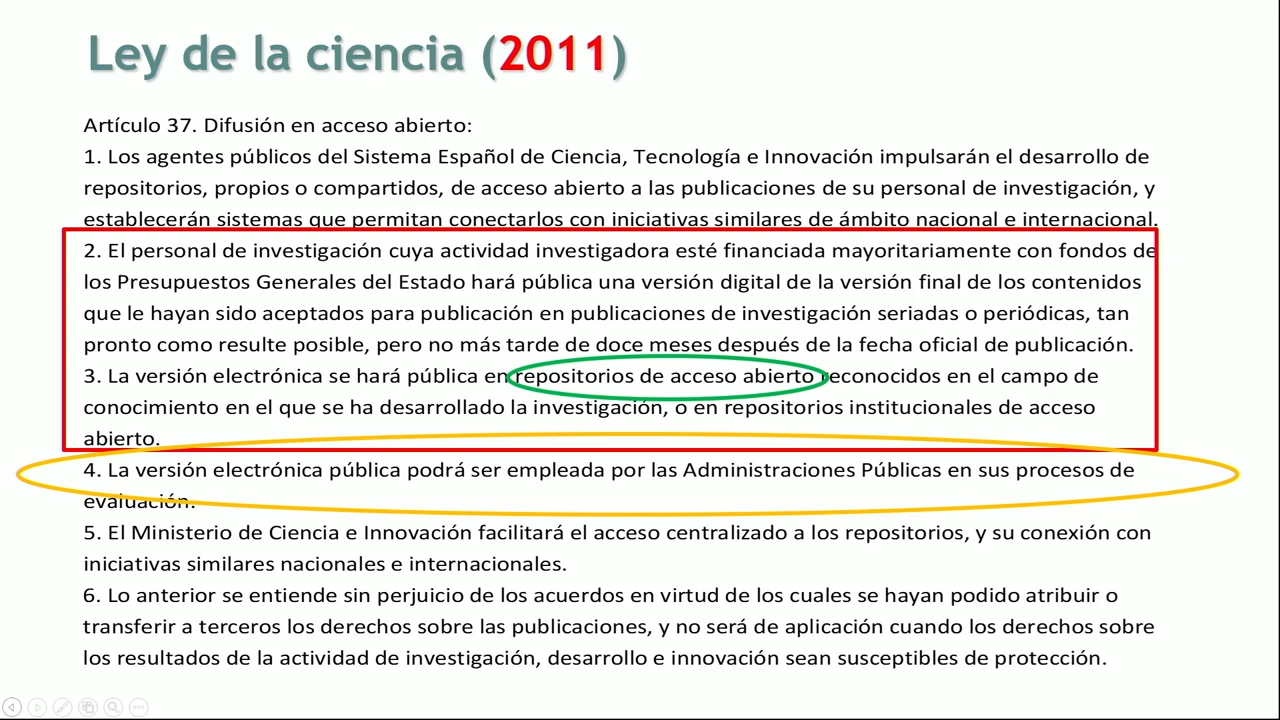 Ley de la ciencia (2011)
Artículo 37. Difusión en acceso abierto:
1. Los agentes públicos del Sistema Español de Ciencia, Tecnología e Innovación impulsarán el desarrollo de
repositorios, propios o compartidos, de acceso abierto a las publicaciones de su personal de investigación, y
establecerán sistemas que permitan conectarlos con iniciativas similares de ámbito nacional e internacional.
2. El personal de investigación cuya actividad investigadora esté financiada mayoritariamente con fondos de
los Presupuestos Generales del Estado hará pública una versión digital de la versión final de los contenidos
que le hayan sido aceptados para publicación en publicaciones de investigación seriadas o periódicas, tan
pronto como resulte posible, pero no más tarde de doce meses después de la fecha oficial de publicación.
3. La versión electrónica se hará pública en repositorios de acceso abierto reconocidos en el campo de
conocimiento en el que se ha desarrollado la investigación, o en repositorios institucionales de acceso
abierto.
4. La versión electrónica pública podrá ser empleada por las Administraciones Públicas en sus procesos de
evaluación.
5. El Ministerio de Ciencia e Innovación facilitará el acceso centralizado a los repositorios, y su conexión con
iniciativas similares nacionales e internacionales.
6. Lo anterior se entiende sin perjuicio de los acuerdos en virtud de los cuales se hayan podido atribuir o
transferir a terceros los derechos sobre las publicaciones, y no será de aplicación cuando los derechos sobre
los resultados de la actividad de investigación, desarrollo e innovación sean susceptibles de protección.